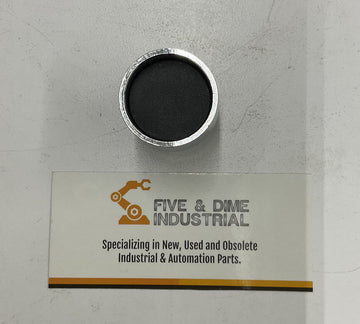 FIVE & DIME
INDUSTRIAL
Specializing in New, Used and Obsolete
Industrial & Automation Parts.